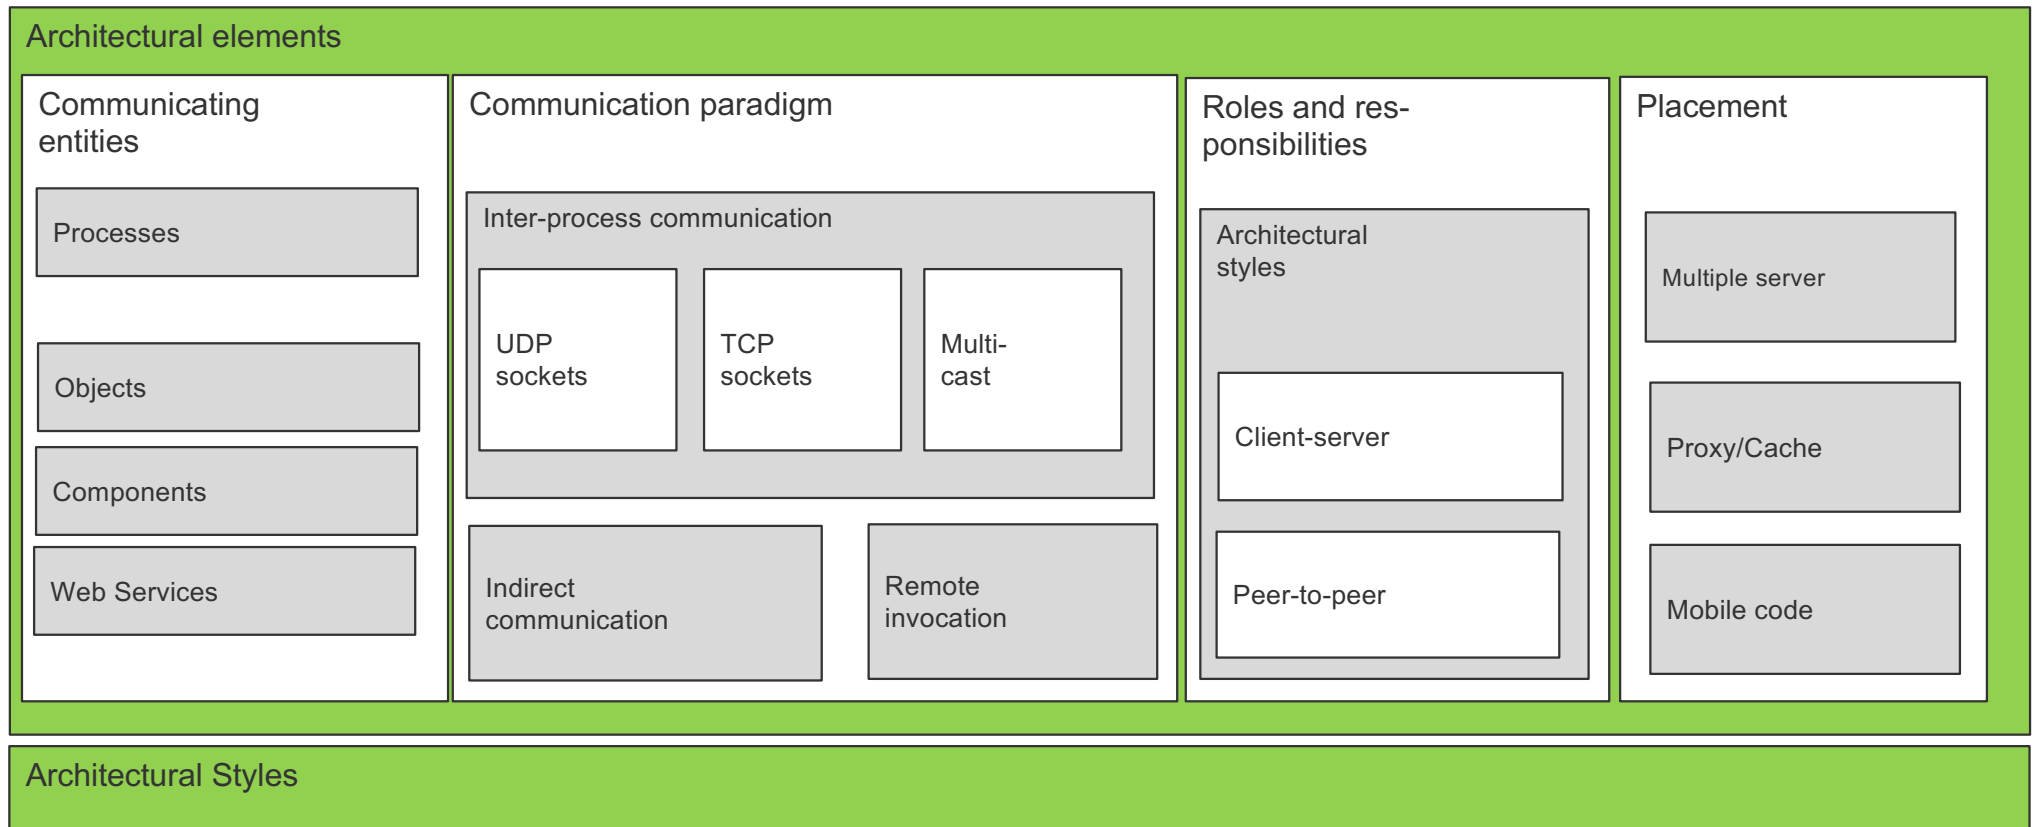 Architectural elements
Communicating
entities
Processes
Objects
Components
Web Services
Communication paradigm
Inter-process communication
UDP
sockets
TCP
sockets
Multi-
cast
Indirect
communication
Remote
invocation
Roles and res-
ponsibilities
Architectural
styles
Client-server
Peer-to-peer
Placement
Multiple server
Proxy/Cache
Mobile code
Architectural Styles